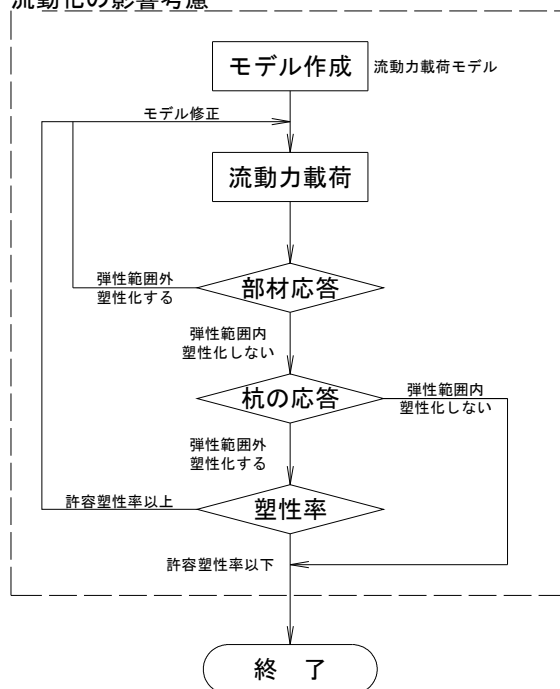 流動化の影響考慮
モデル作成
流動力載荷モデル
モデル修正
流動力載荷
弾性範囲外
塑性化する
部材応答
弾性範囲内
塑性化しない
杭の応答
弾性範囲内
塑性化しない
弾性範囲外
塑性化する
許容塑性率以上
塑性率
許容塑性率以下
終　了